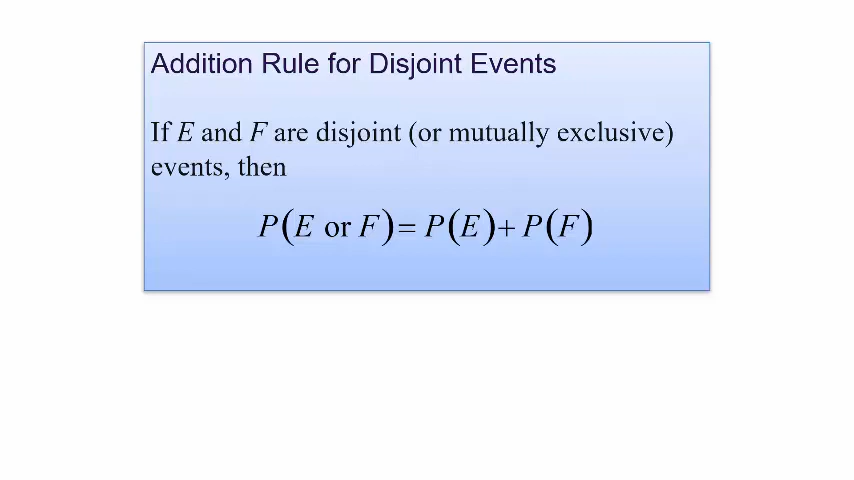 Addition Rule for Disjoint Events
If E and F are disjoint (or mutually exclusive)
events, then
P(E or F) = P(E) + P(F)